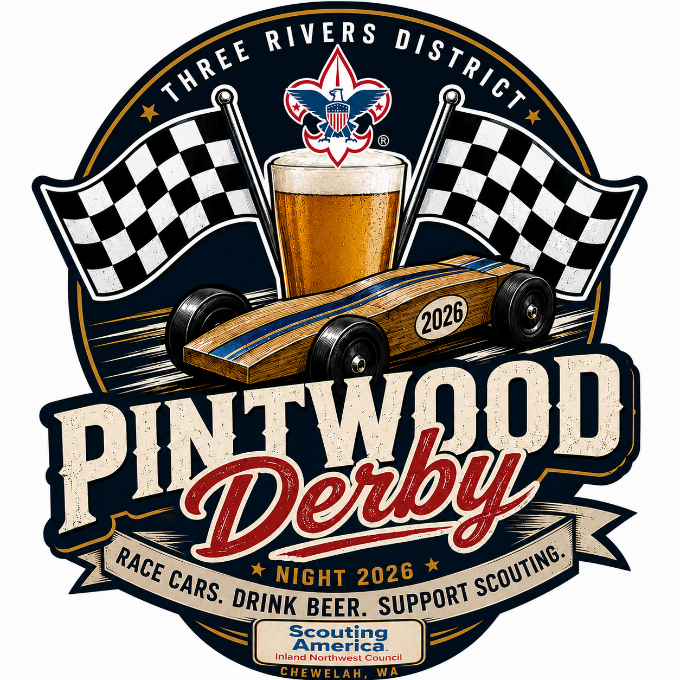 THREE RIVERS DISTRICT
®
2026
PINTWOOD
Derby
NIGHT 2026
RACE CARS. DRINK BEER. SUPPORT SCOUTING.
Scouting
America
Inland Northwest Council
CHEWELAH, WA